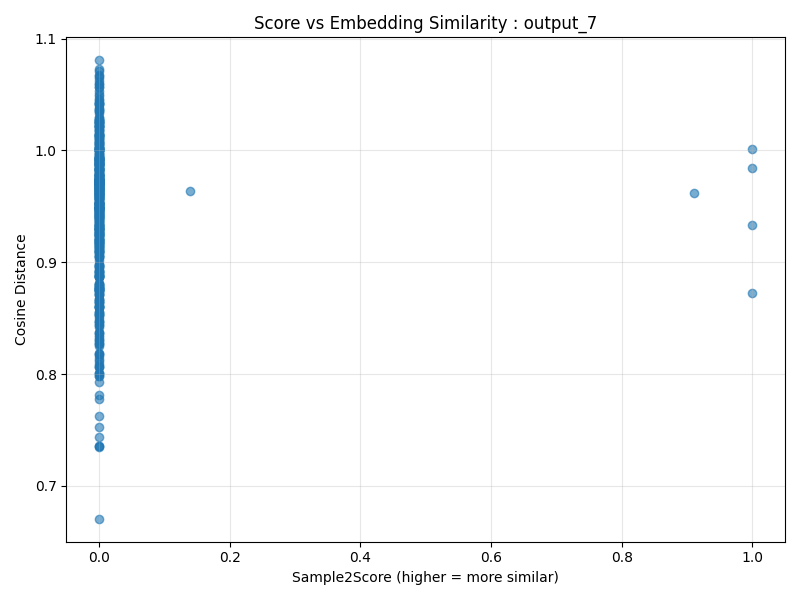 Score vs Embedding Similarity : output_7
1.1
1.0
0.9
0.8
0.7
Cosine Distance
0.0 0.2 0.4 0.6 0.8 1.0
Sample2Score (higher = more similar)